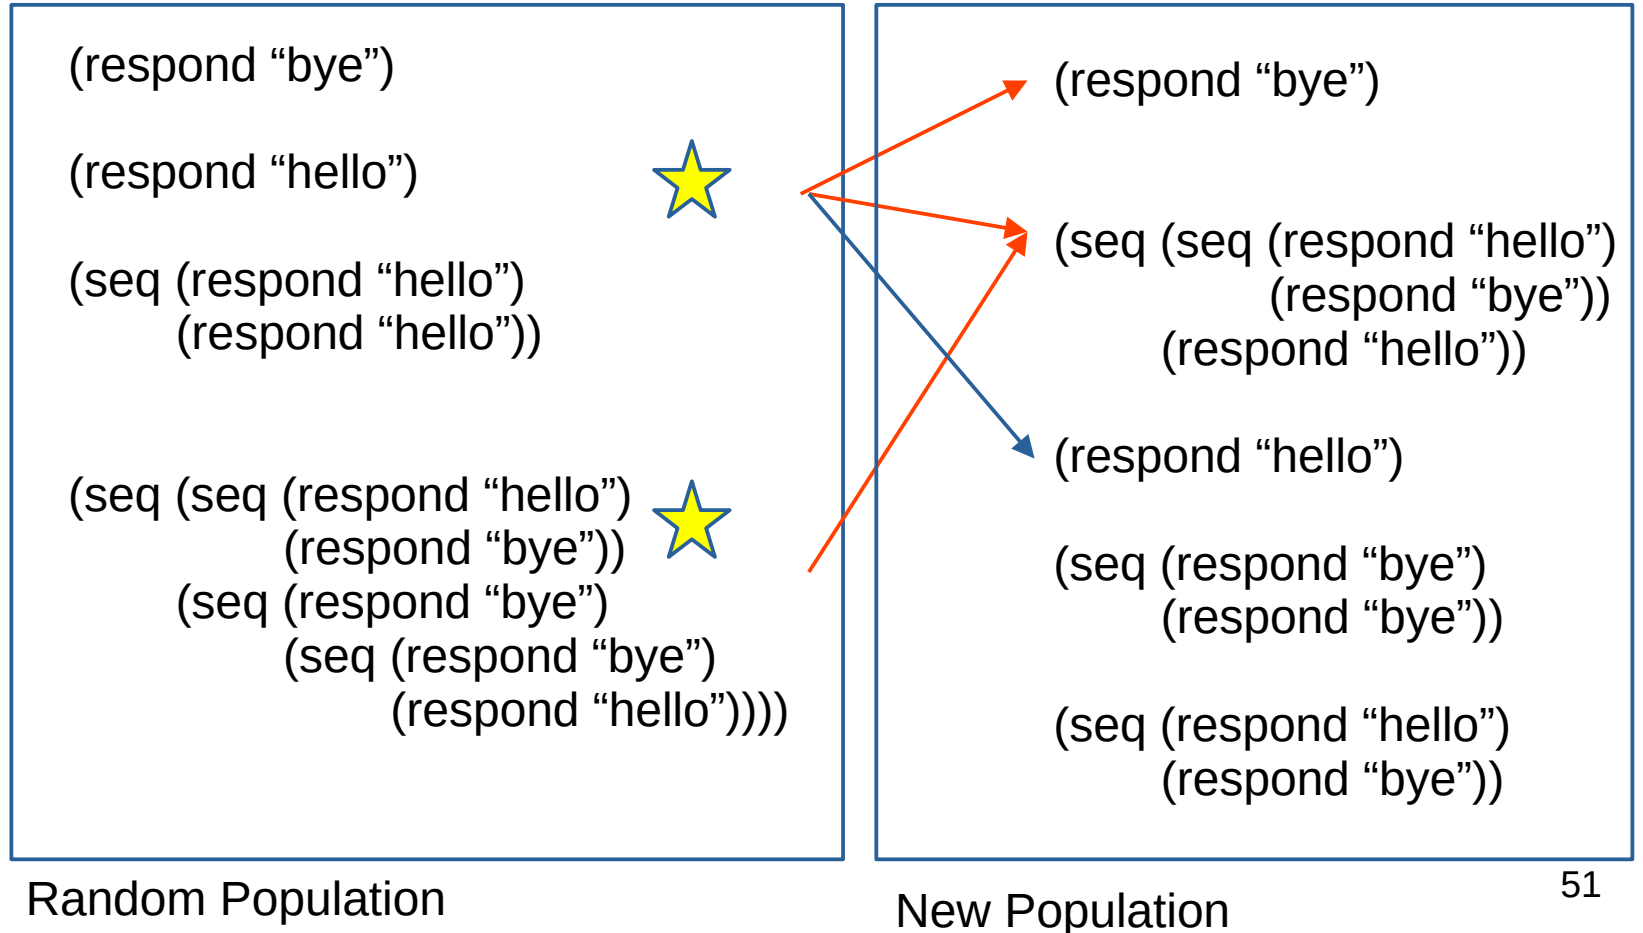 (respond “bye”)
(respond “hello”)
(seq (respond “hello”)
(respond “hello”))
(seq (seq (respond “hello”)
(respond “bye”))
(seq (respond “bye”)
(seq (respond “bye”)
(respond “hello”))))
Random Population
(respond “bye”)
(seq (seq (respond “hello”)
(respond “bye”))
(respond “hello”))
(respond “hello”)
(seq (respond “bye”)
(respond “bye”))
(seq (respond “hello”)
(respond “bye”))
New Population
51